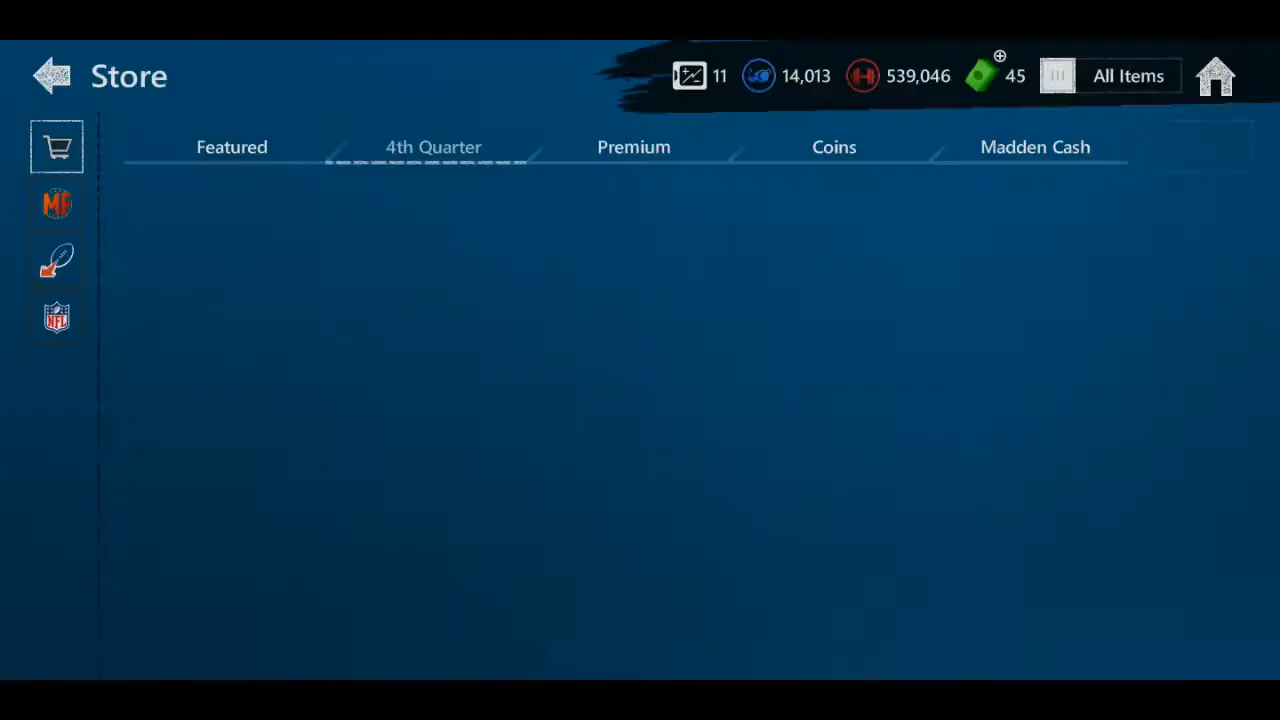 Store
11 14,013 539,046 45 All Items
Featured 4th Quarter Premium Coins Madden Cash
MF
NFL